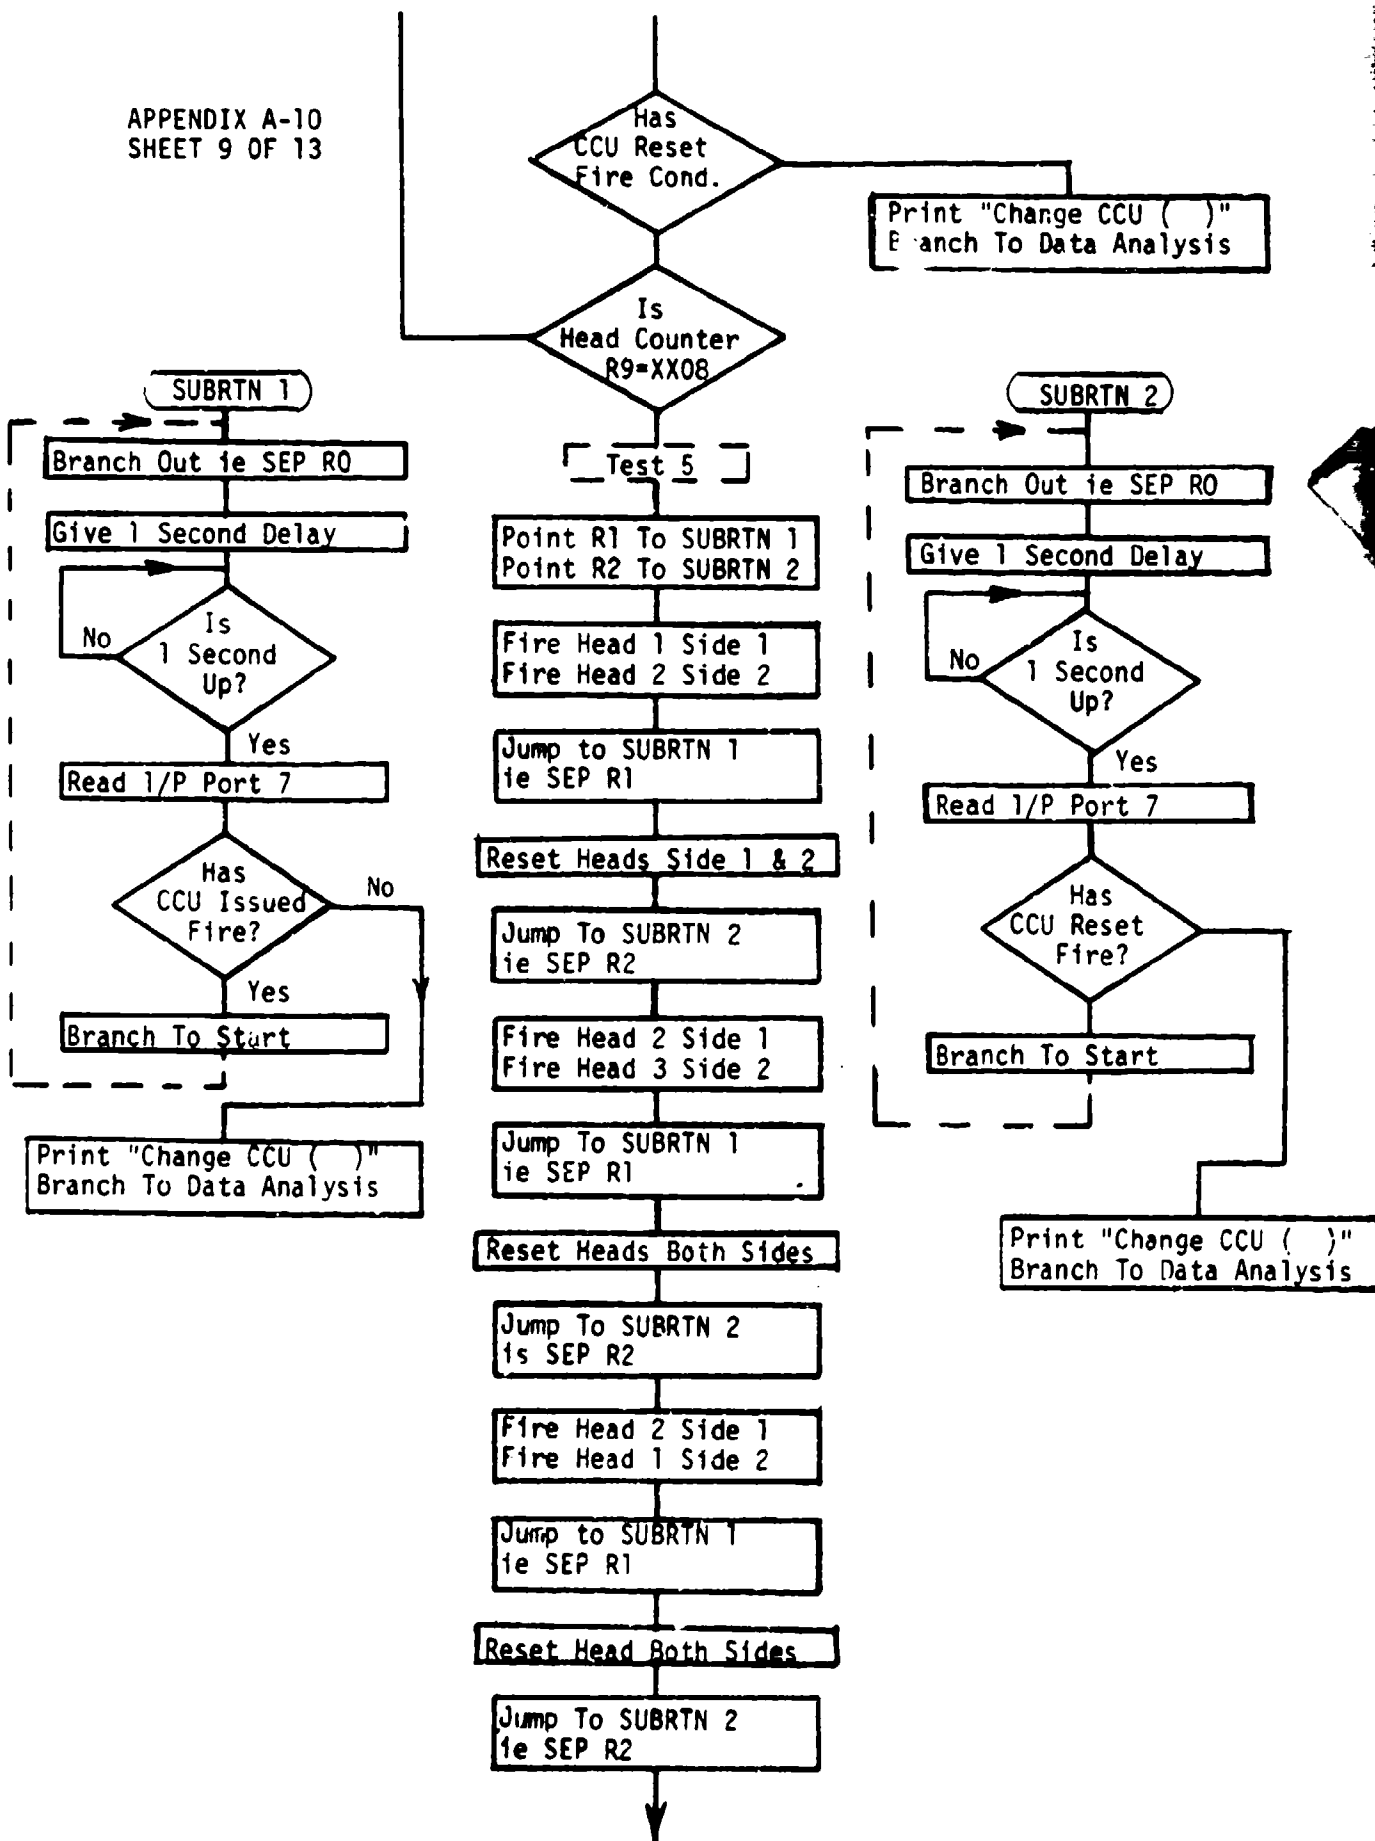 APPENDIX A-10
SHEET 9 OF 13
Has
CCU Reset
Fire Cond.
Print "Change CCU ( )"
B anch To Data Analysis
Is
Head Counter
R9=XX08
SUBRTN 1
Branch Out ie SEP R0
Give 1 Second Delay
Is
1 Second
Up?
No
Yes
Read 1/P Port 7
Has
CCU Issued
Fire?
No
Yes
Branch To Start
Print "Change CCU ( )"
Branch To Data Analysis
Test 5
Point R1 To SUBRTN 1
Point R2 To SUBRTN 2
Fire Head 1 Side 1
Fire Head 2 Side 2
Jump to SUBRTN 1
ie SEP R1
Reset Heads Side 1 & 2
Jump To SUBRTN 2
ie SEP R2
Fire Head 2 Side 1
Fire Head 3 Side 2
Jump To SUBRTN 1
ie SEP R1
Reset Heads Both Sides
Jump To SUBRTN 2
is SEP R2
Fire Head 2 Side 1
Fire Head 1 Side 2
Jump to SUBRTN 1
ie SEP R1
Reset Head Both Sides
Jump To SUBRTN 2
ie SEP R2
SUBRTN 2
Branch Out ie SEP R0
Give 1 Second Delay
Is
1 Second
Up?
No
Yes
Read 1/P Port 7
Has
CCU Reset
Fire?
Branch To Start
Print "Change CCU ( )"
Branch To Data Analysis